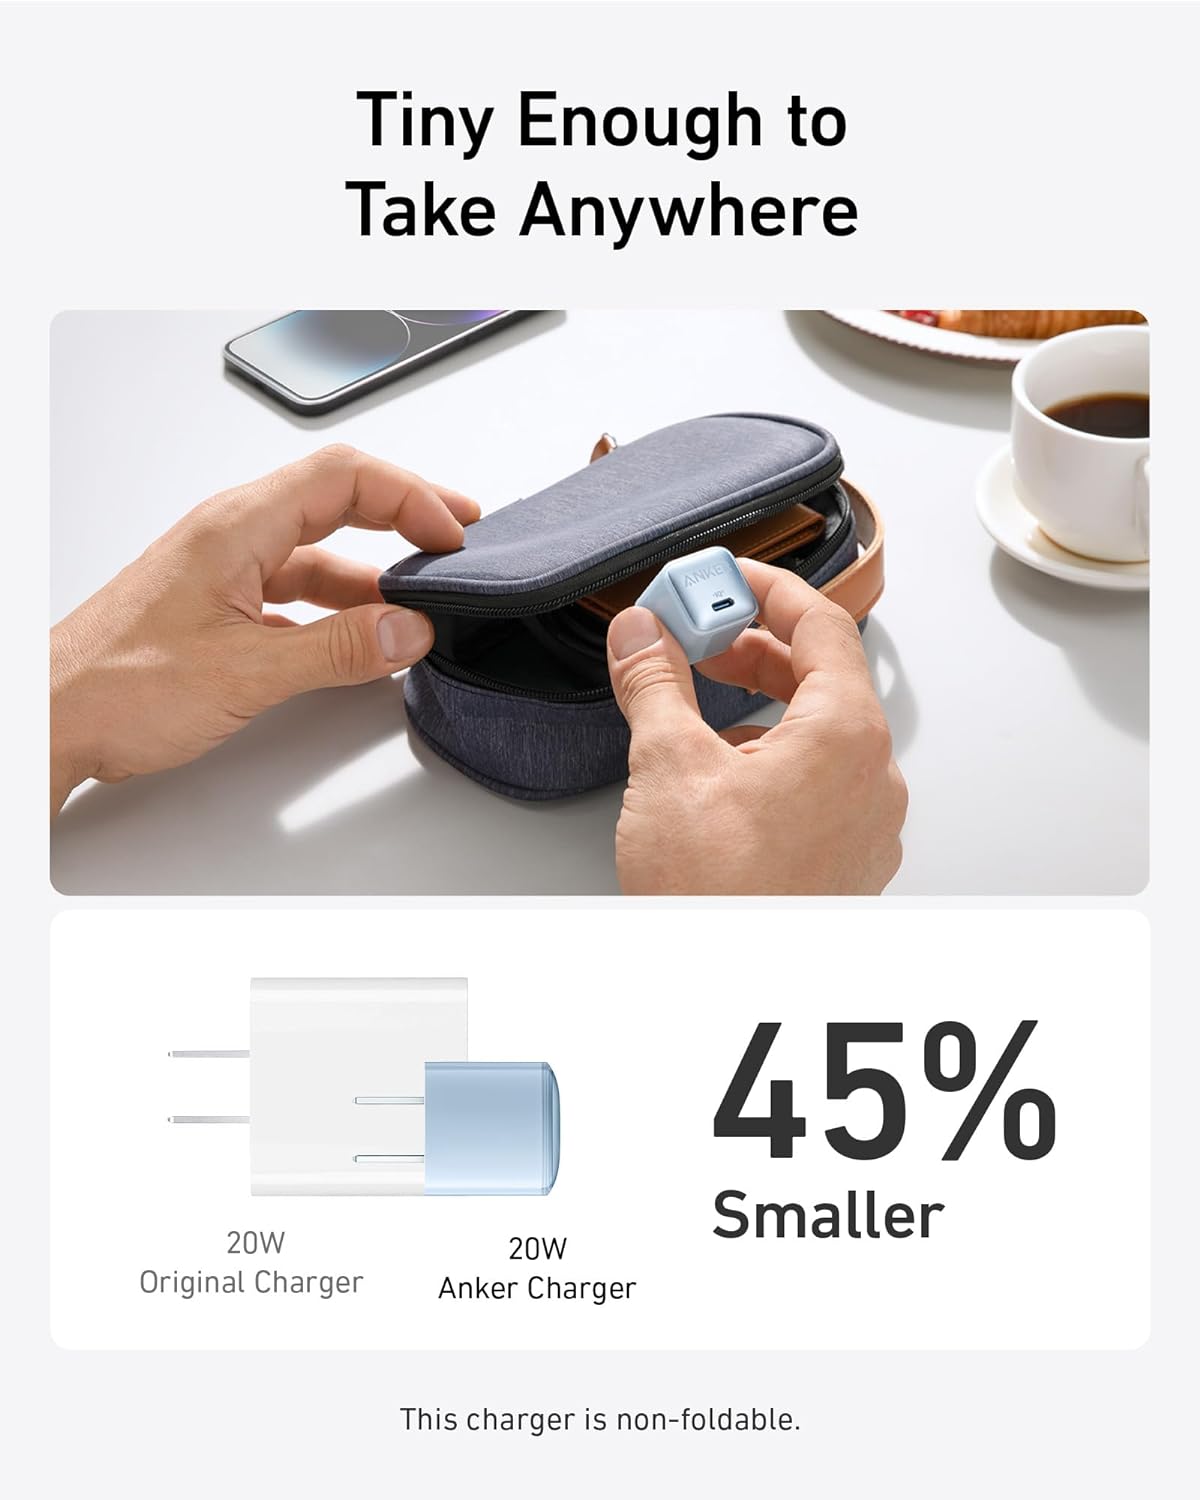 Tiny Enough to
Take Anywhere
ANKER
IQ
45%
Smaller
20W
Original Charger
20W
Anker Charger
This charger is non-foldable.